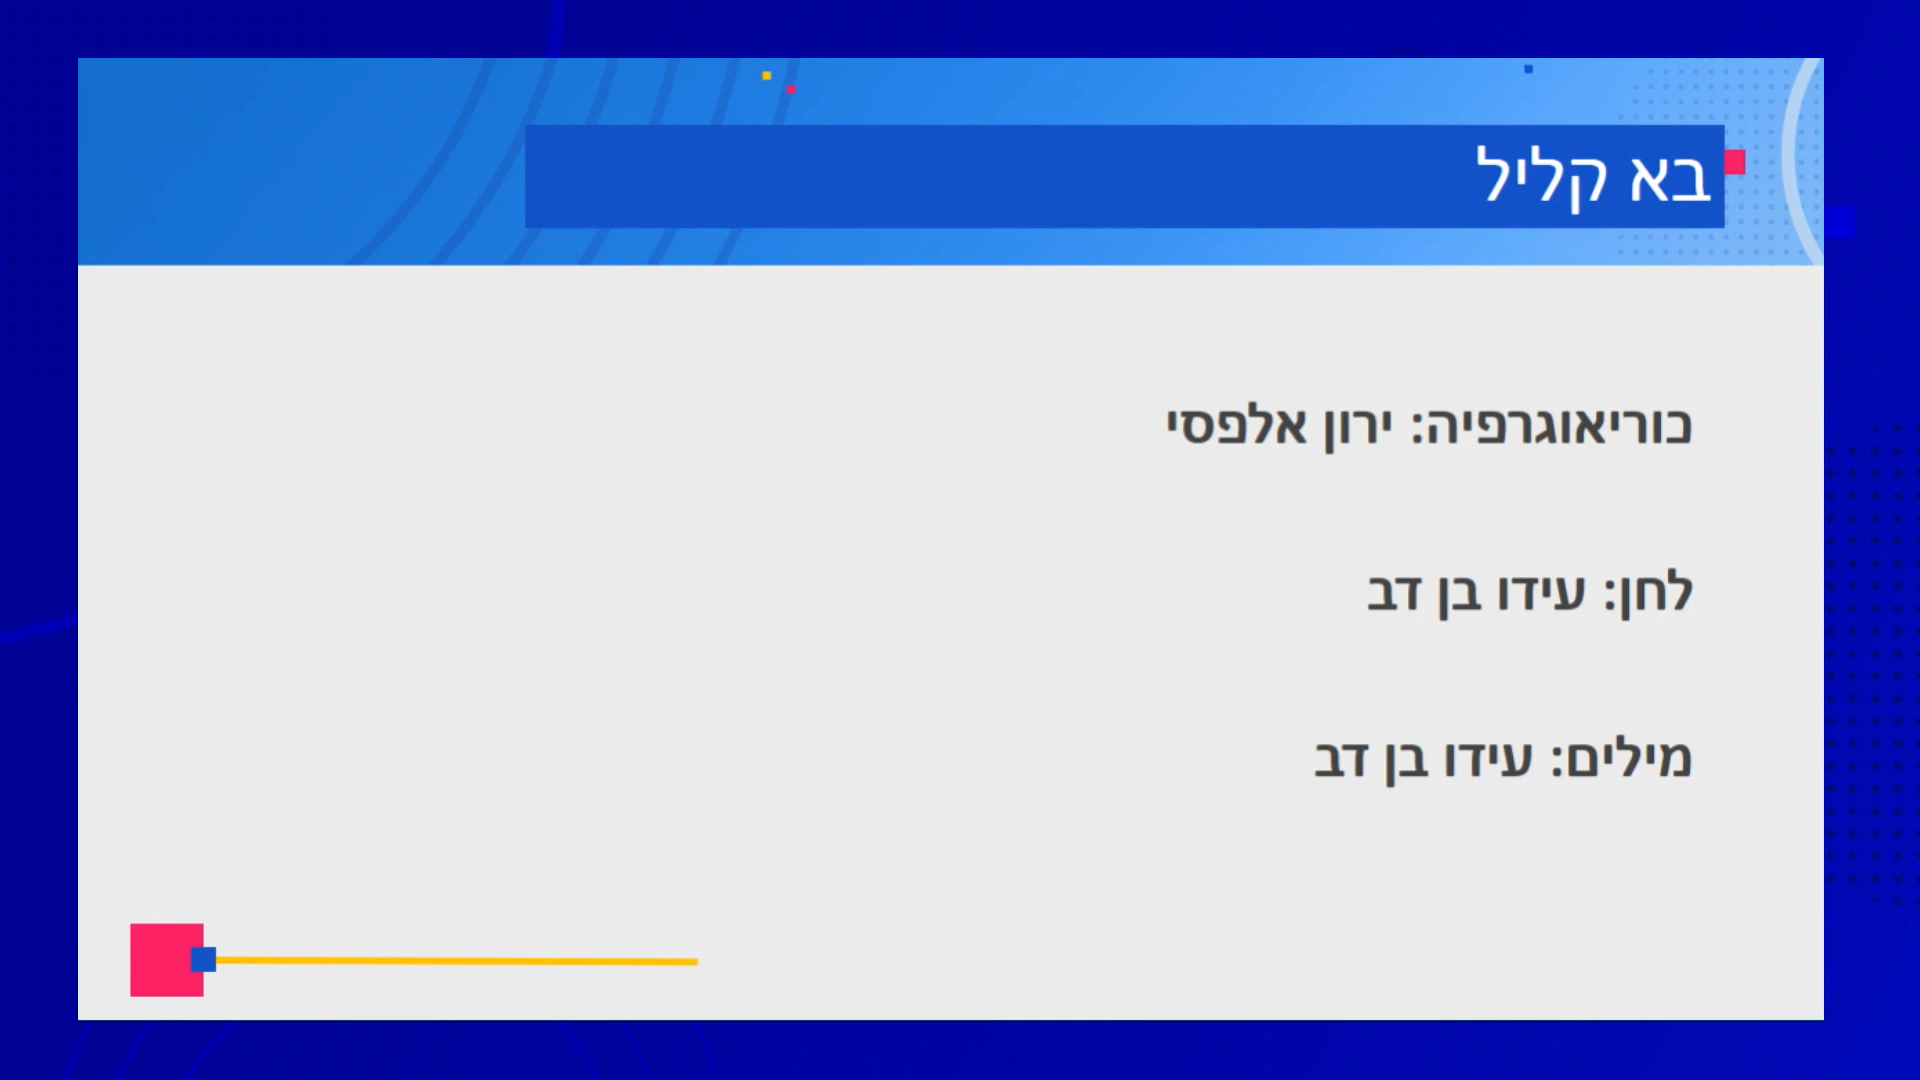 בא קליל
כוריאוגרפיה: ירון אלפסי
לחן: עידו בן דב
מילים: עידו בן דב